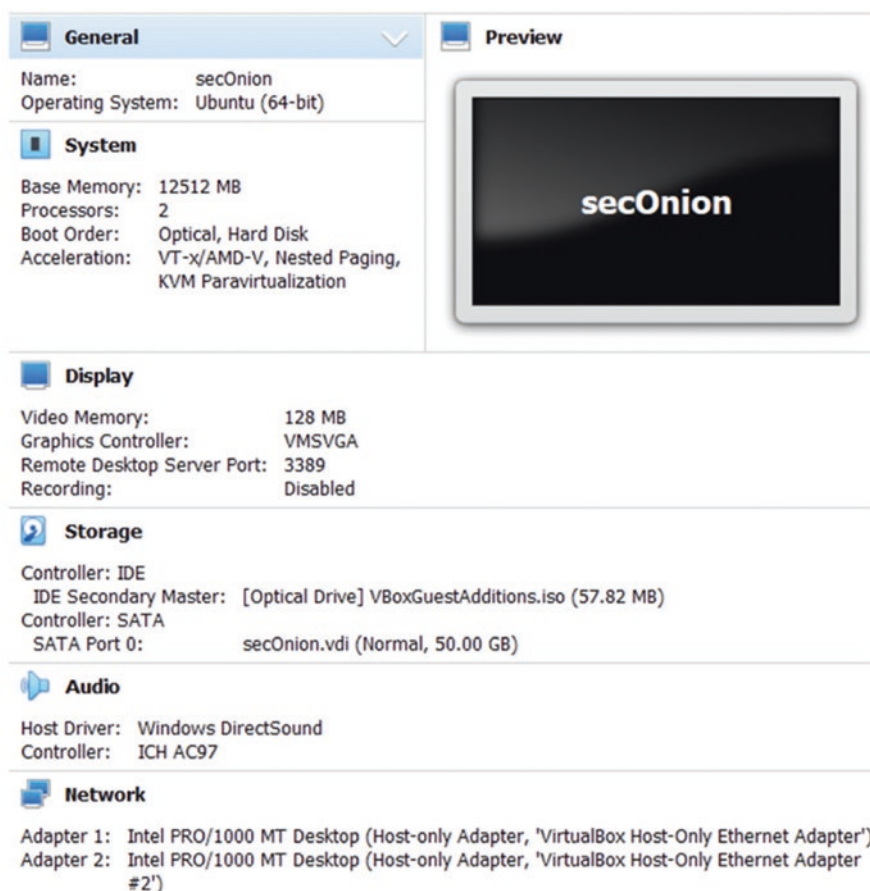 General
Name: secOnion
Operating System: Ubuntu (64-bit)
System
Base Memory: 12512 MB
Processors: 2
Boot Order: Optical, Hard Disk
Acceleration: VT-x/AMD-V, Nested Paging,
KVM Paravirtualization
Preview
secOnion
Display
Video Memory: 128 MB
Graphics Controller: VMSVGA
Remote Desktop Server Port: 3389
Recording: Disabled
Storage
Controller: IDE
IDE Secondary Master: [Optical Drive] VBoxGuestAdditions.iso (57.82 MB)
Controller: SATA
SATA Port 0: secOnion.vdi (Normal, 50.00 GB)
Audio
Host Driver: Windows DirectSound
Controller: ICH AC97
Network
Adapter 1: Intel PRO/1000 MT Desktop (Host-only Adapter, 'VirtualBox Host-Only Ethernet Adapter')
Adapter 2: Intel PRO/1000 MT Desktop (Host-only Adapter, 'VirtualBox Host-Only Ethernet Adapter
#2')